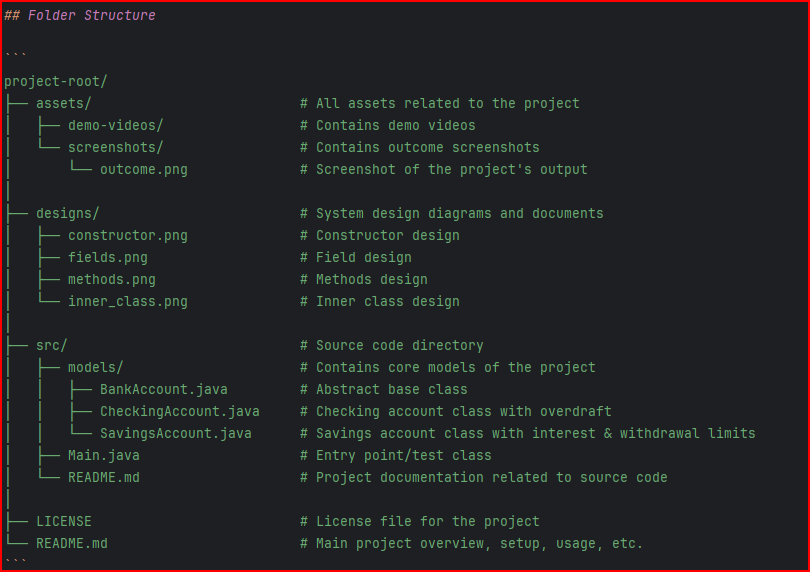 ## Folder Structure

```
project-root/
├── assets/                          # All assets related to the project
│   ├── demo-videos/                 # Contains demo videos
│   └── screenshots/                 # Contains outcome screenshots
│       └── outcome.png              # Screenshot of the project's output
│
├── designs/                         # System design diagrams and documents
│   ├── constructor.png              # Constructor design
│   ├── fields.png                   # Field design
│   ├── methods.png                  # Methods design
│   └── inner_class.png              # Inner class design
│
├── src/                             # Source code directory
│   ├── models/                      # Contains core models of the project
│   │   ├── BankAccount.java         # Abstract base class
│   │   ├── CheckingAccount.java     # Checking account class with overdraft
│   │   └── SavingsAccount.java      # Savings account class with interest & withdrawal limits
│   ├── Main.java                    # Entry point/test class
│   └── README.md                    # Project documentation related to source code
│
├── LICENSE                          # License file for the project
└── README.md                        # Main project overview, setup, usage, etc.
```